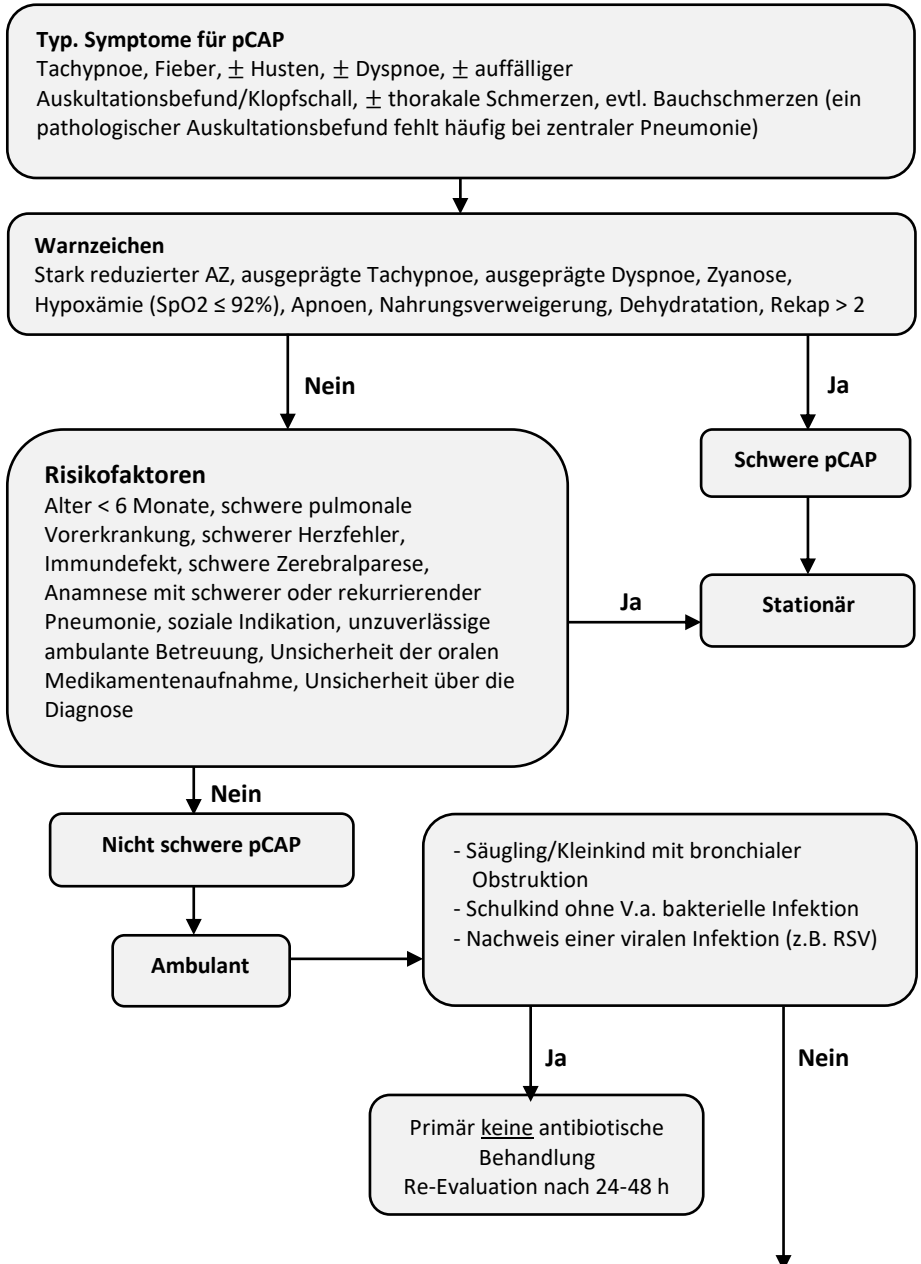 Typ. Symptome für pCAP
Tachypnoe, Fieber, ± Husten, ± Dyspnoe, ± auffälliger
Auskultationsbefund/Klopfschall, ± thorakale Schmerzen, evtl. Bauchschmerzen (ein
pathologischer Auskultationsbefund fehlt häufig bei zentraler Pneumonie)
Warnzeichen
Stark reduzierter AZ, ausgeprägte Tachypnoe, ausgeprägte Dyspnoe, Zyanose,
Hypoxämie (SpO2 ≤ 92%), Apnoen, Nahrungsverweigerung, Dehydratation, Rekap > 2
Nein
Ja
Risikofaktoren
Alter < 6 Monate, schwere pulmonale
Vorerkrankung, schwerer Herzfehler,
Immundefekt, schwere Zerebralparese,
Anamnese mit schwerer oder rekurrierender
Pneumonie, soziale Indikation, unzuverlässige
ambulante Betreuung, Unsicherheit der oralen
Medikamentenaufnahme, Unsicherheit über die
Diagnose
Schwere pCAP
Ja
Stationär
Nein
Nicht schwere pCAP
Ambulant
- Säugling/Kleinkind mit bronchialer
Obstruktion
- Schulkind ohne V.a. bakterielle Infektion
- Nachweis einer viralen Infektion (z.B. RSV)
Ja
Nein
Primär keine antibiotische
Behandlung
Re-Evaluation nach 24-48 h